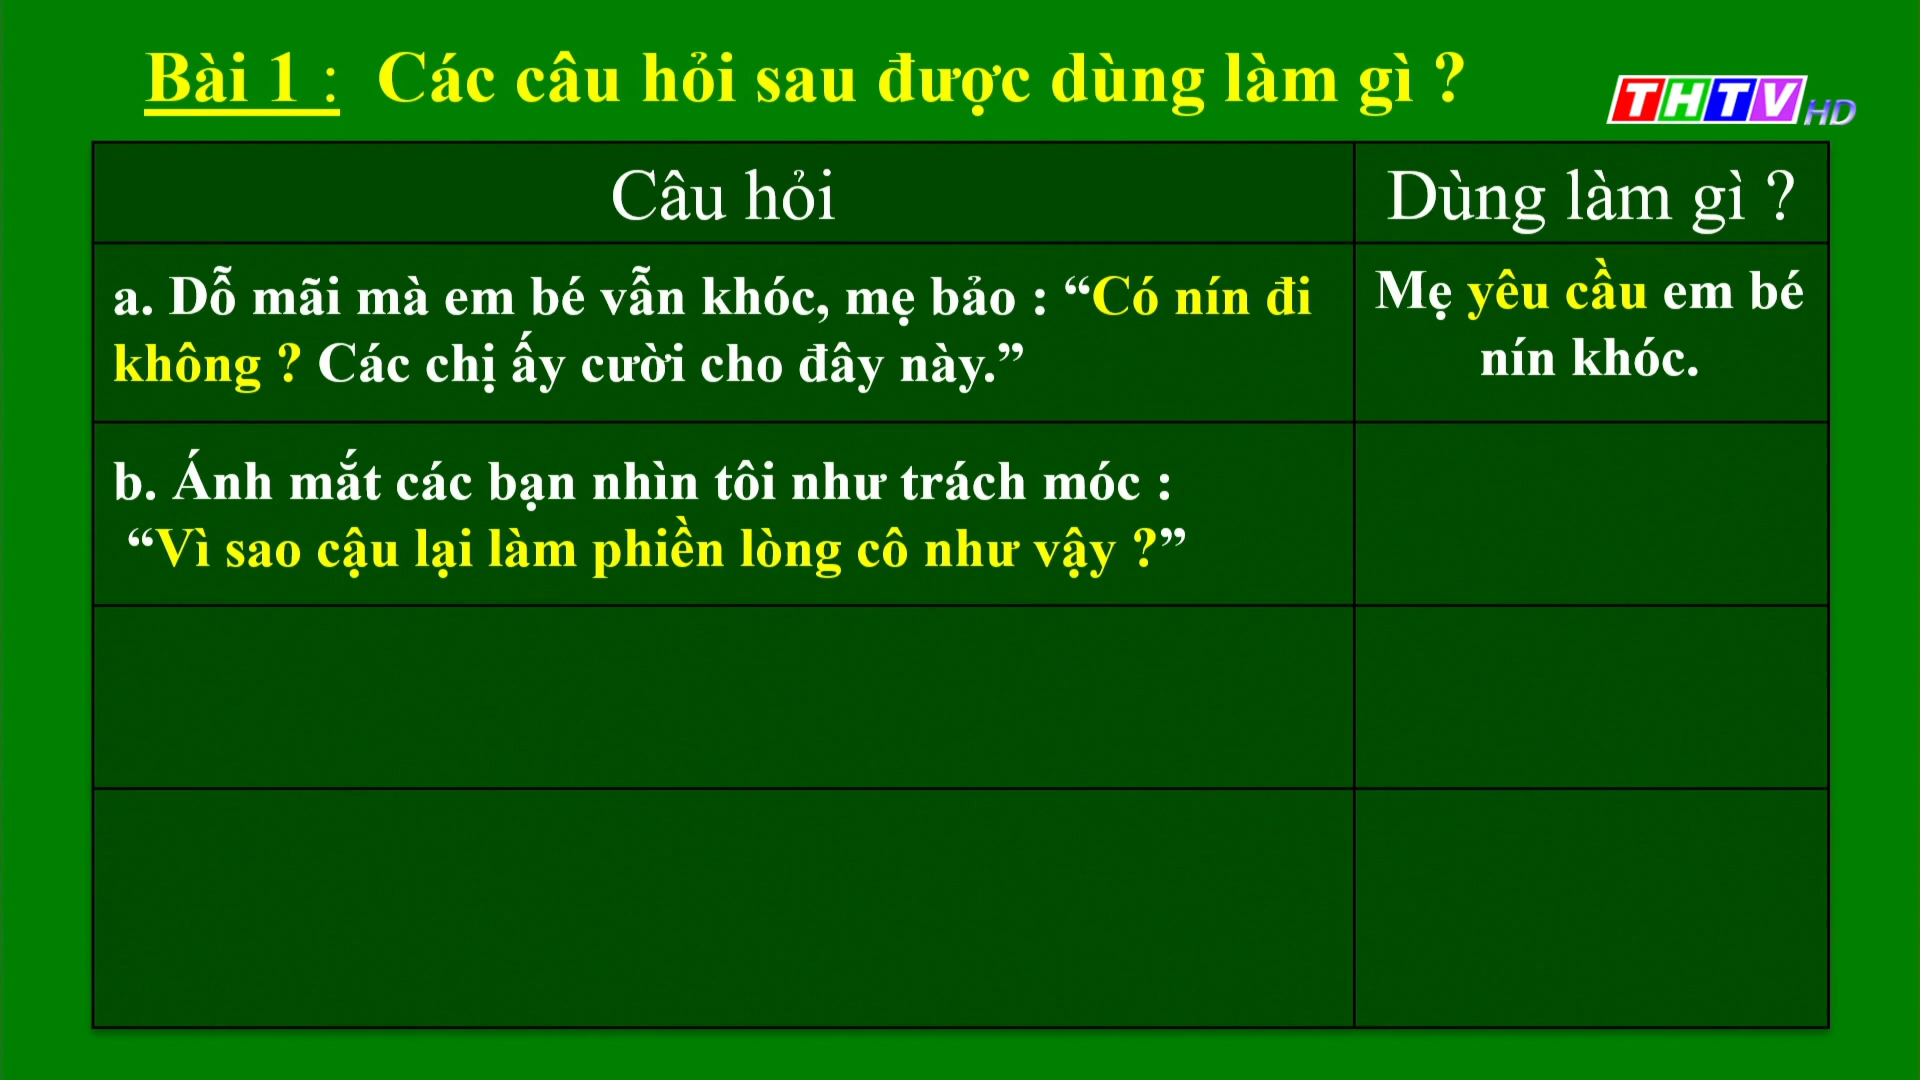 Bài 1 : Các câu hỏi sau được dùng làm gì ?
THTV HD
Câu hỏi
Dùng làm gì ?
a. Dỗ mãi mà em bé vẫn khóc, mẹ bảo : “Có nín đi
không ? Các chị ấy cười cho đây này.”
Mẹ yêu cầu em bé
nín khóc.
b. Ánh mắt các bạn nhìn tôi như trách móc :
“Vì sao cậu lại làm phiền lòng cô như vậy ?”